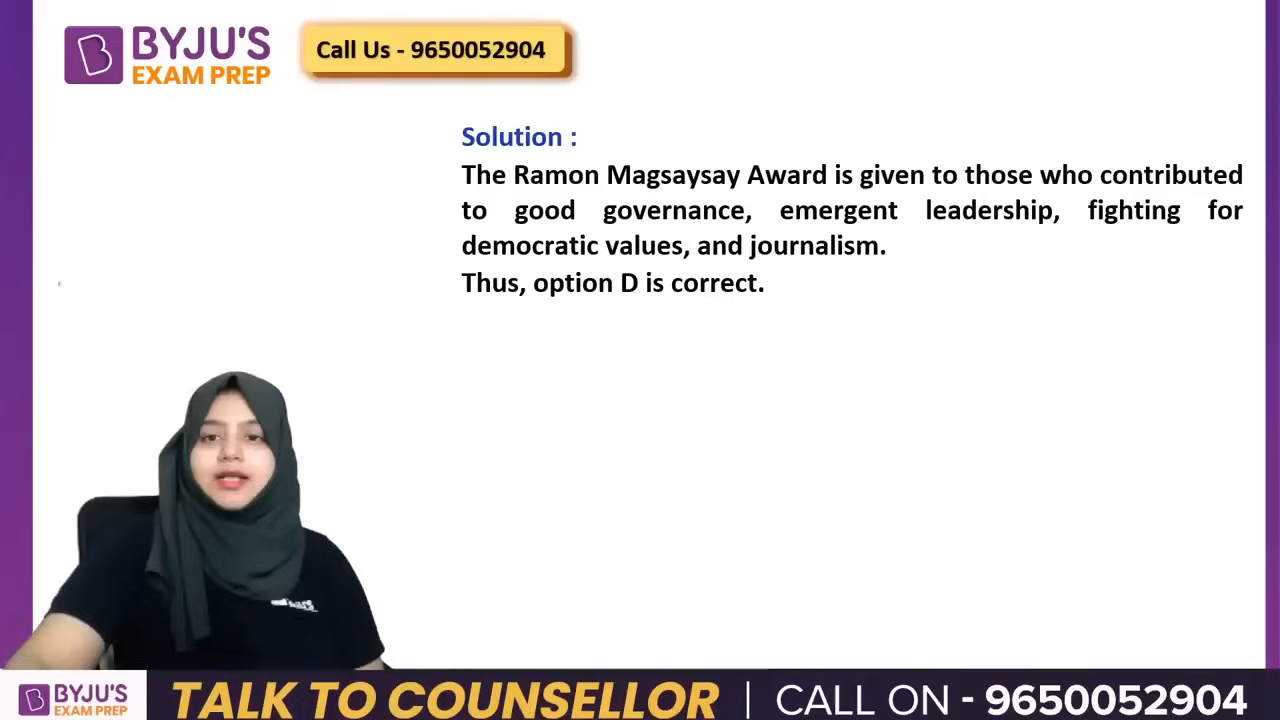 BYJU'S
EXAM PREP
Call Us - 9650052904
Solution :
The Ramon Magsaysay Award is given to those who contributed
to good governance, emergent leadership, fighting for
democratic values, and journalism.
Thus, option D is correct.
BYJU'S
EXAM PREP
TALK TO COUNSELLOR | CALL ON - 9650052904